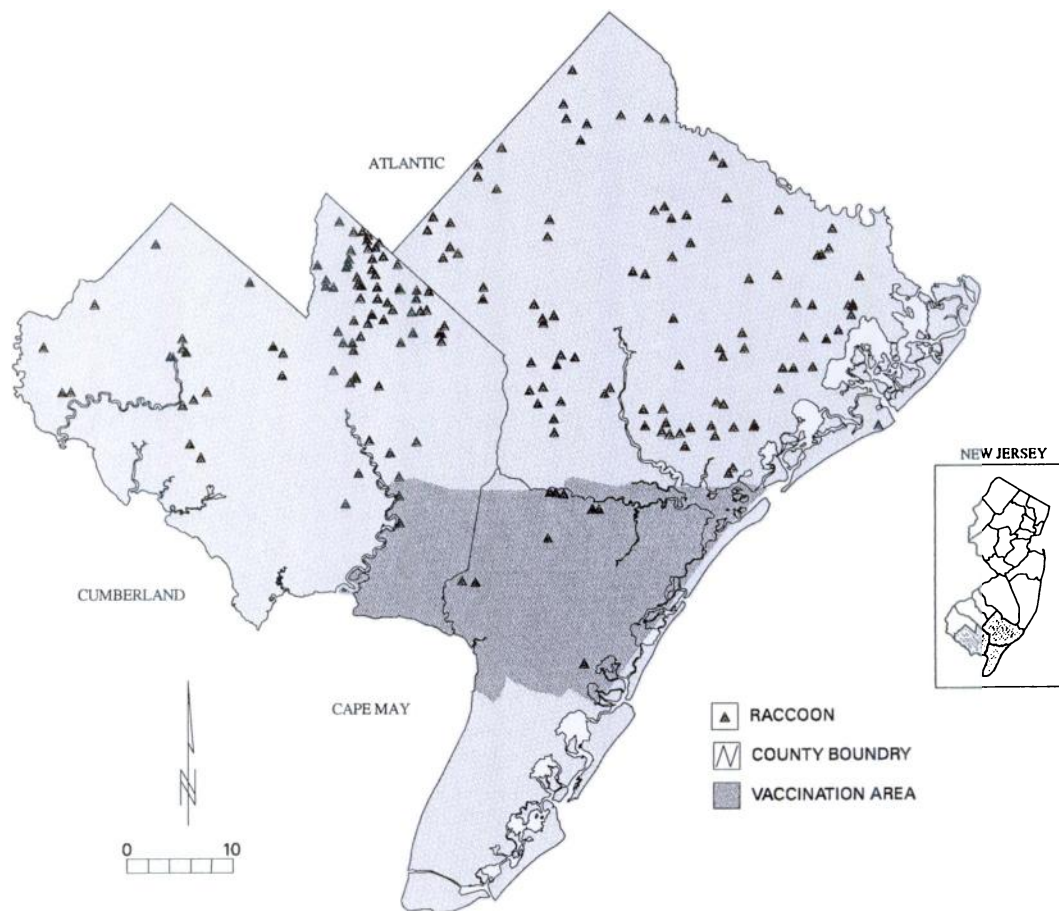 ATLANTIC
CUMBERLAND
CAPE MAY
0 10
N
NEW JERSEY
RACCOON
COUNTY BOUNDRY
VACCINATION AREA